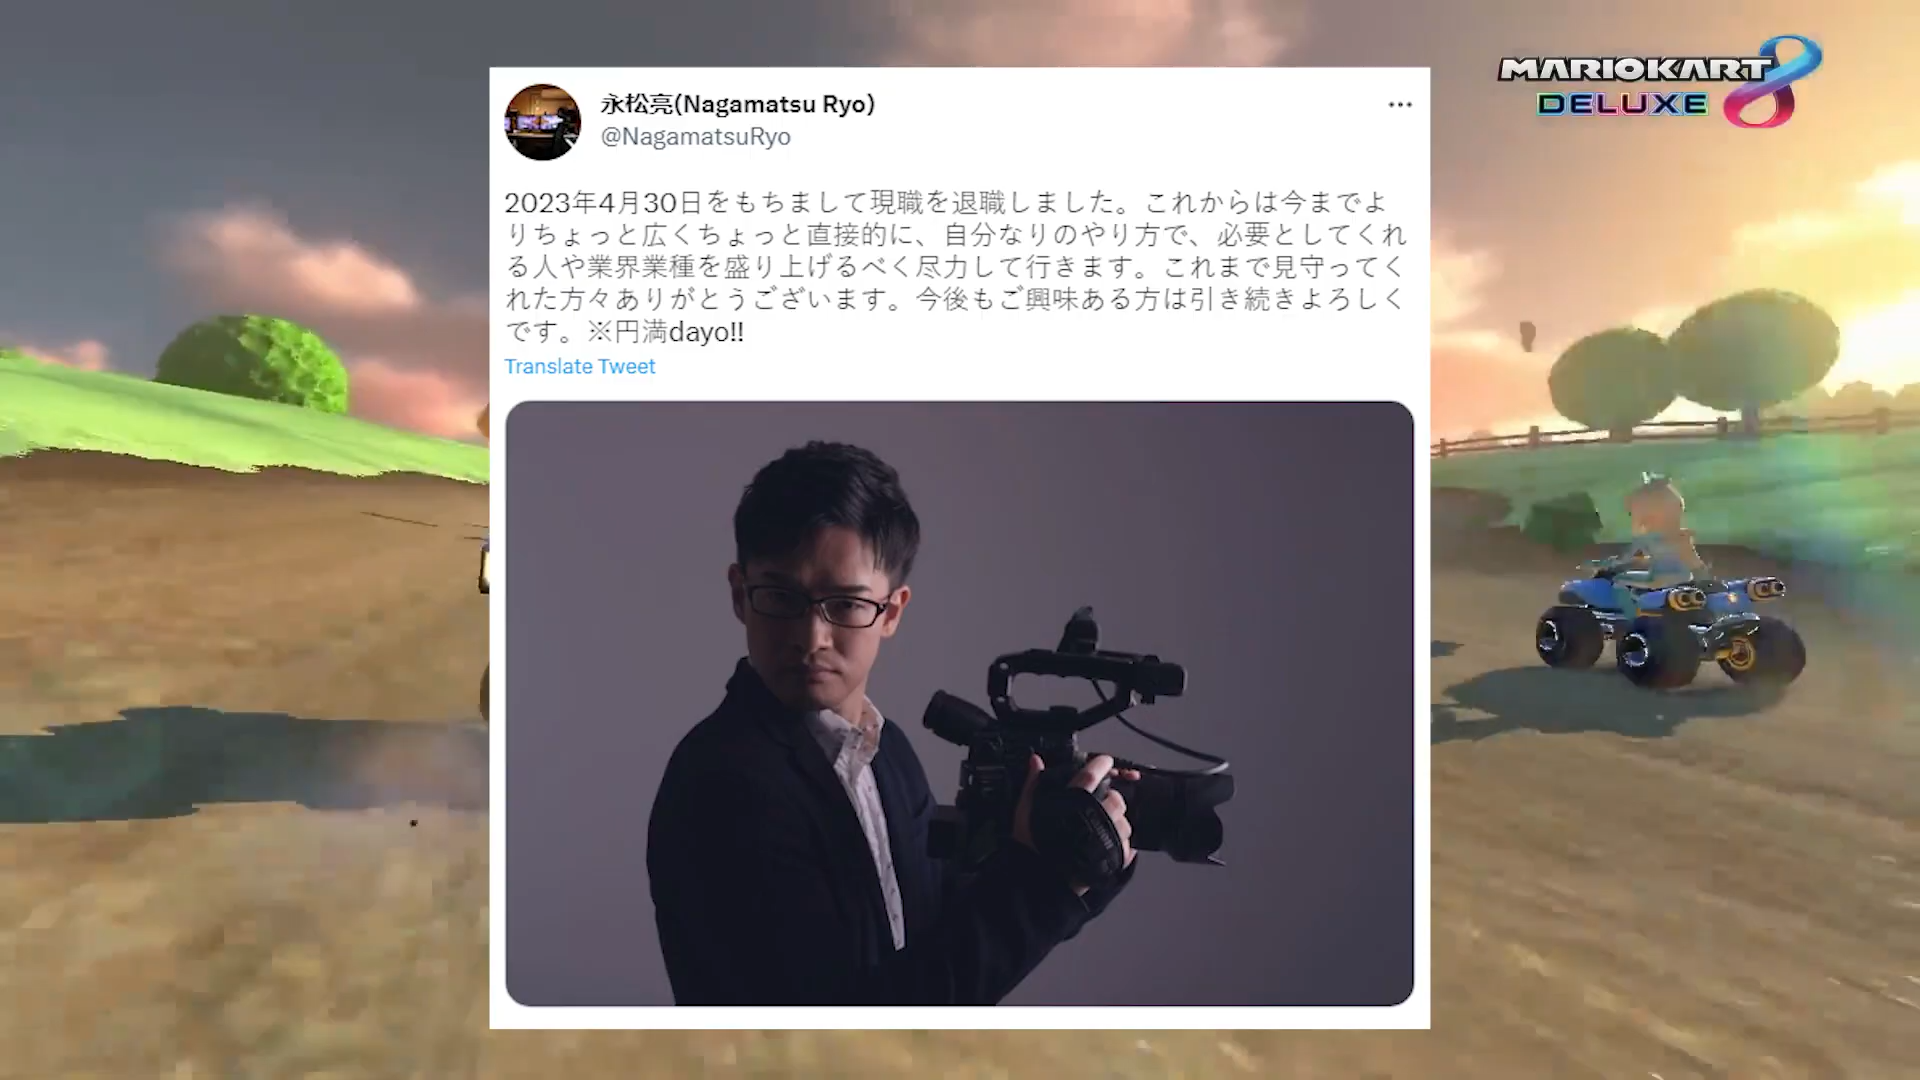 永松亮(Nagamatsu Ryo)
@NagamatsuRyo
MARIOKART 8
DELUXE
2023年4月30日をもちまして現職を退職しました。これからは今までよ
りちょっと広くちょっと直接的に、自分なりのやり方で、必要としてくれ
る人や業界業種を盛り上げるべく尽力して行きます。これまで見守ってく
れた方々ありがとうございます。今後もご興味ある方は引き続きよろしく
です。※円満dayo!!
Translate Tweet
Canon